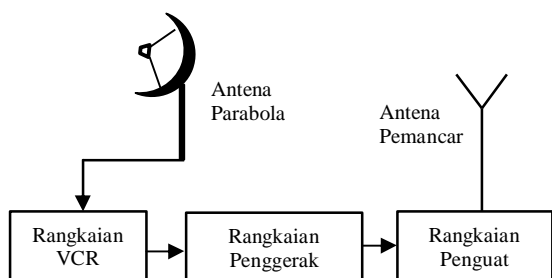 Antena
Parabola
Antena
Pemancar
Rangkaian
VCR
Rangkaian
Penggerak
Rangkaian
Penguat